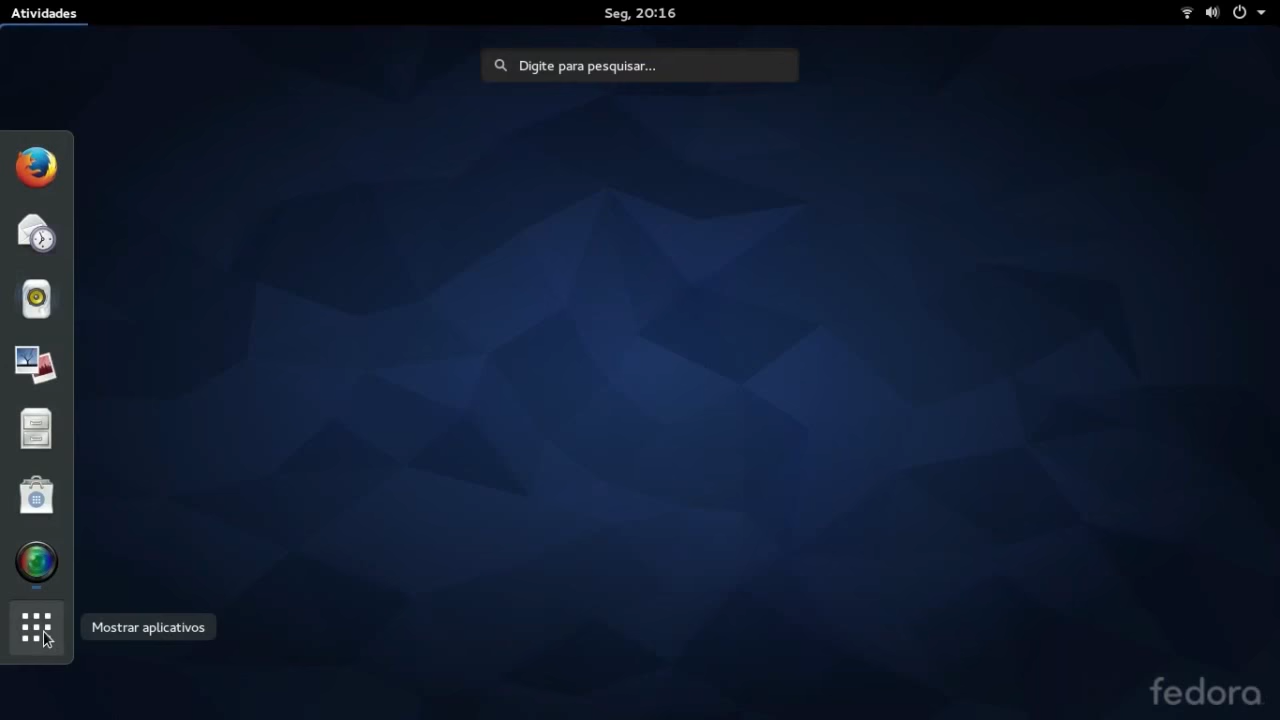 Atividades
Seg, 20:16
Digite para pesquisar...
Mostrar aplicativos
fedora